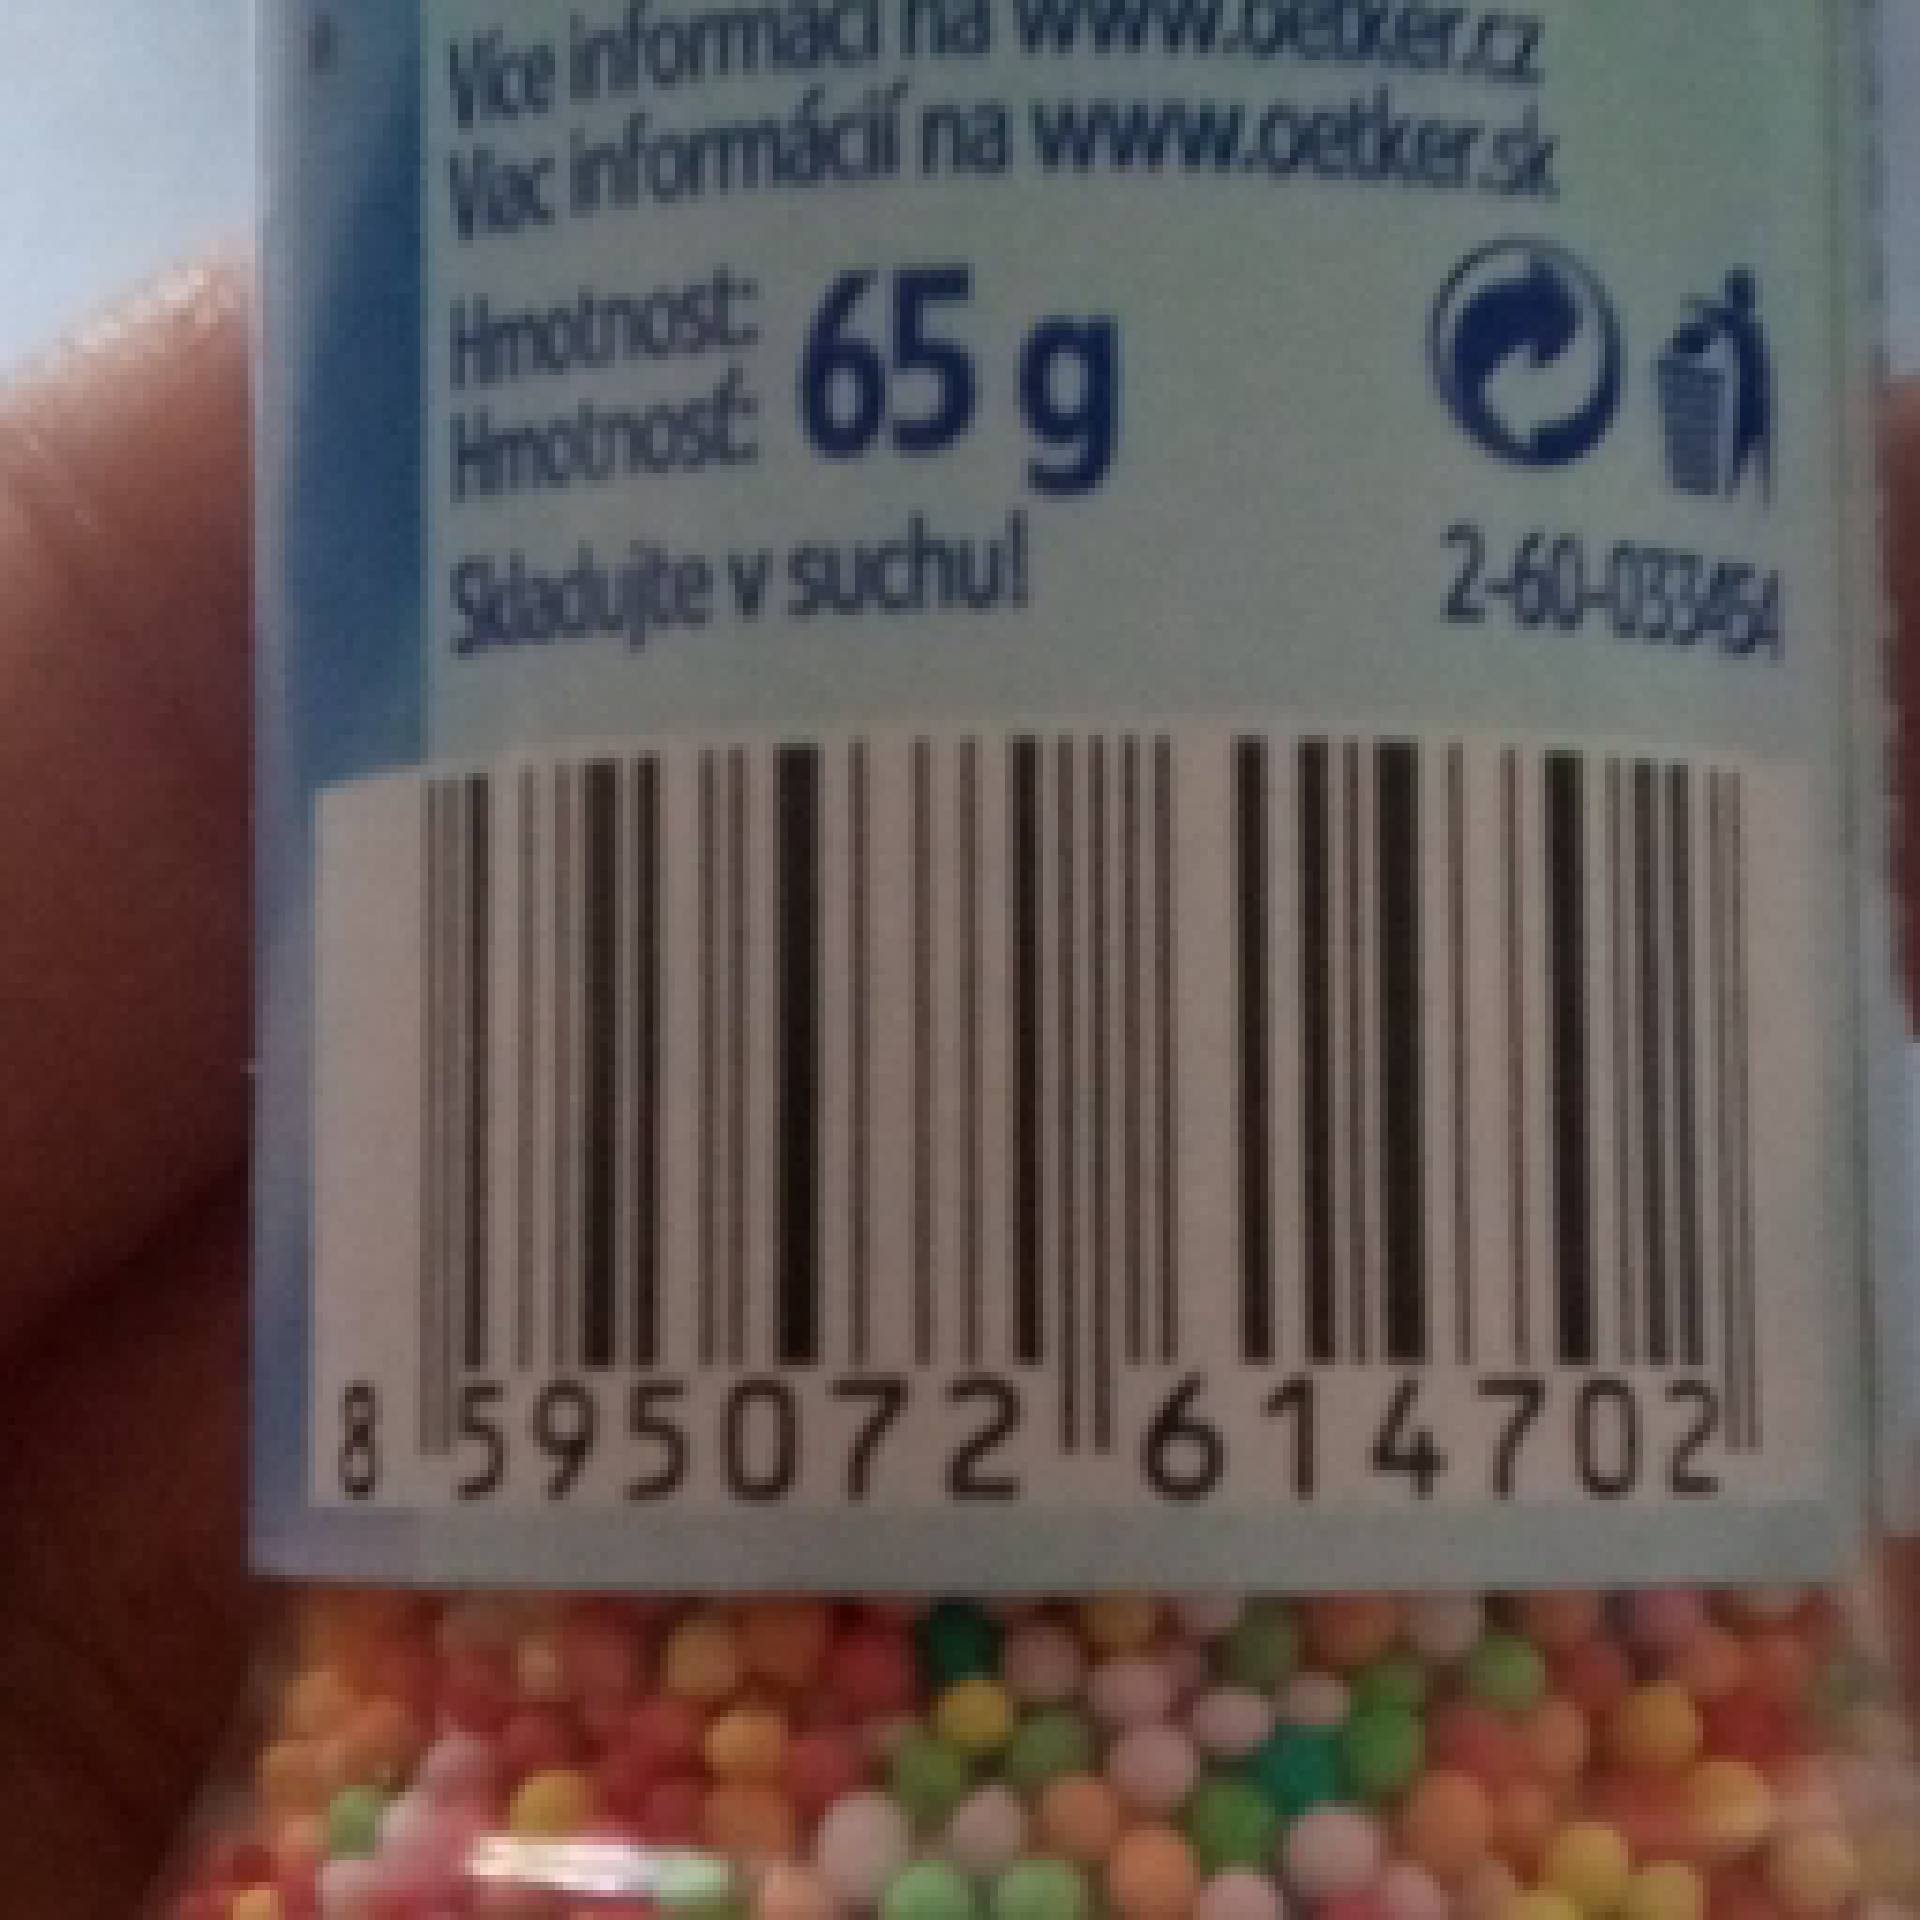 Více informací na www.oetker.cz
Viac informácií na www.oetker.sk
Hmotnost:
Hmotnosť:
65 g
Skladujte v suchu!
2-60-033454
8 595072 614702